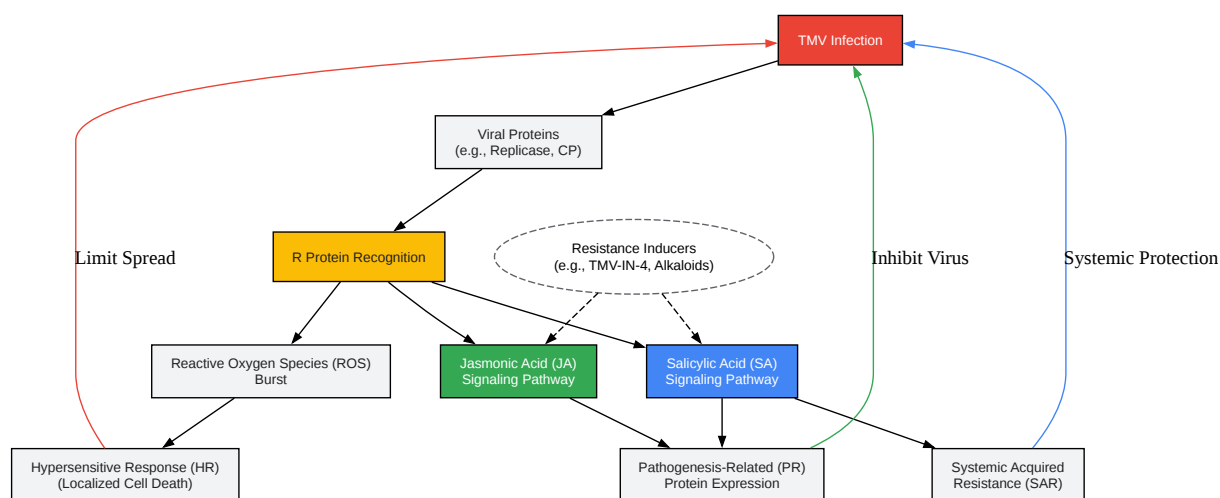 TMV Infection
Viral Proteins
(e.g., Replicase, CP)
Limit Spread
R Protein Recognition
Resistance Inducers
(e.g., TMV-IN-4, Alkaloids)
Inhibit Virus
Systemic Protection
Reactive Oxygen Species (ROS)
Burst
Jasmonic Acid (JA)
Signaling Pathway
Salicylic Acid (SA)
Signaling Pathway
Hypersensitive Response (HR)
(Localized Cell Death)
Pathogenesis-Related (PR)
Protein Expression
Systemic Acquired
Resistance (SAR)